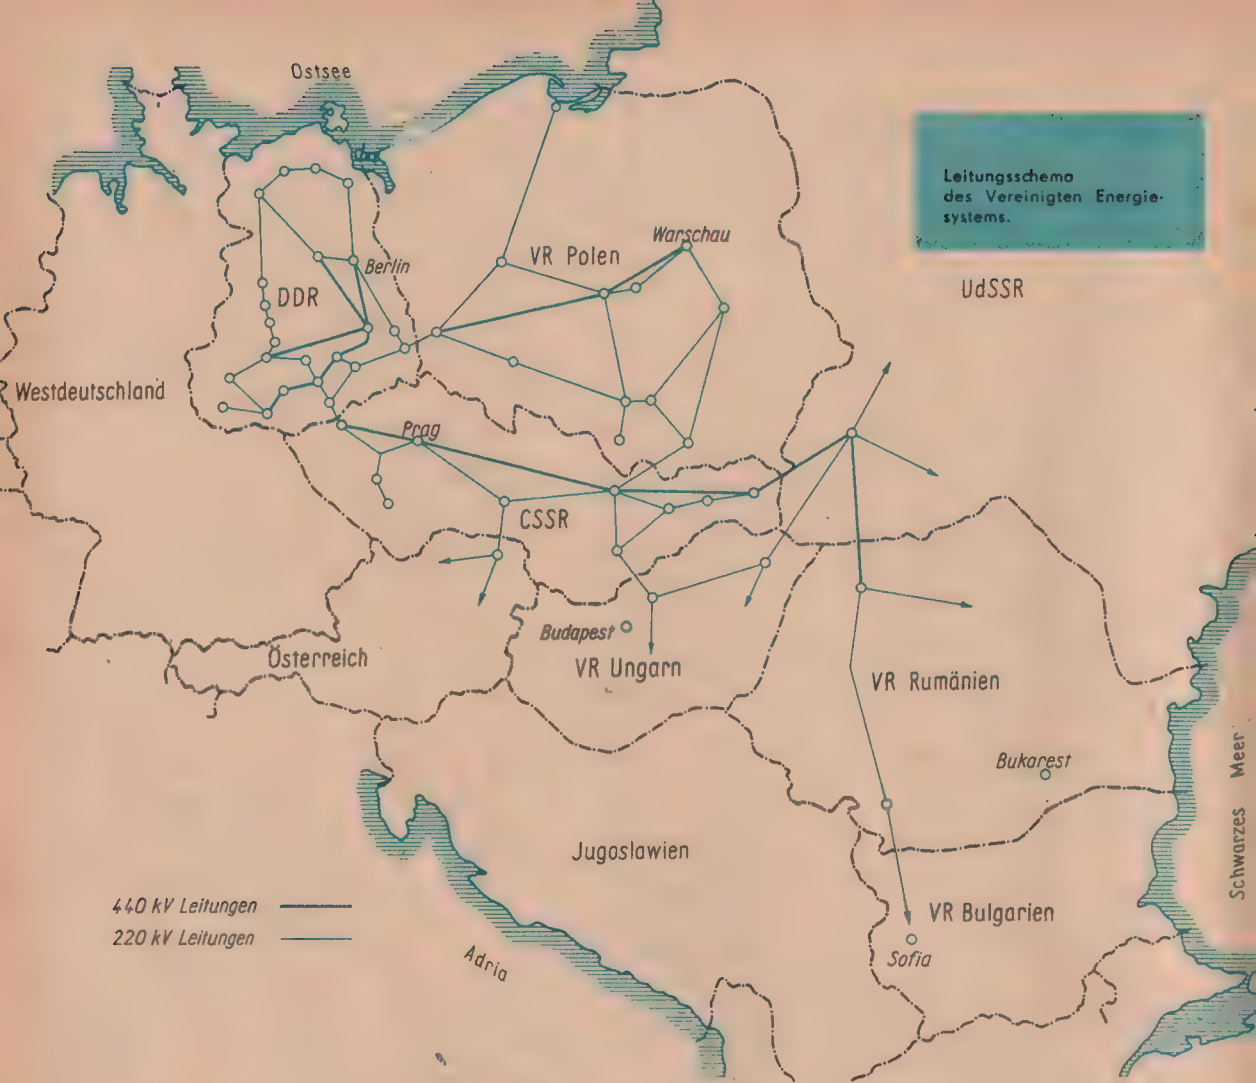 Ostsee
Leitungsschema
des Vereinigten Energie-
systems.
Warschau
VR Polen
Berlin
UdSSR
DDR
Westdeutschland
Prag
CSSR
Budapest
Österreich
VR Ungarn
VR Rumänien
Bukarest
Schwarzes Meer
Jugoslawien
440 kV Leitungen
220 kV Leitungen
VR Bulgarien
Sofia
Adria